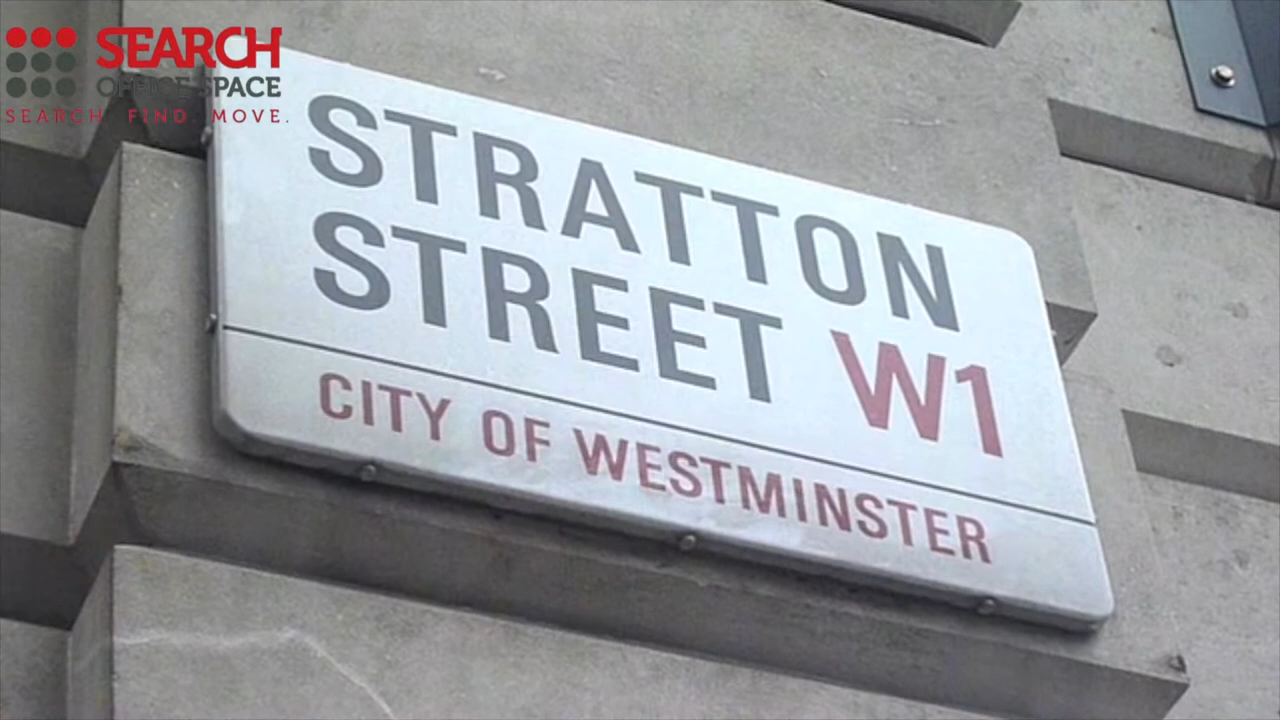 SEARCH
OFFICE SPACE
SEARCH. FIND. MOVE.
STRATTON
STREET W1
CITY OF WESTMINSTER